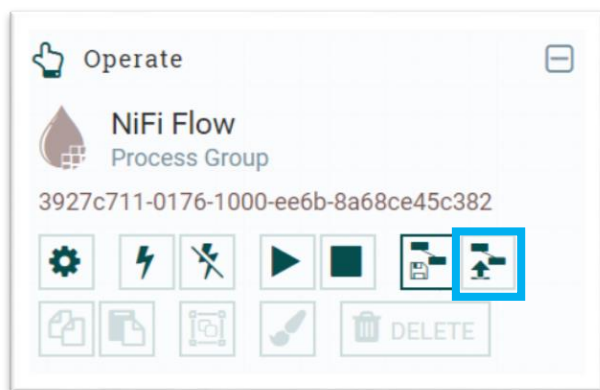 Operate
NiFi Flow
Process Group
3927c711-0176-1000-ee6b-8a68ce45c382
DELETE